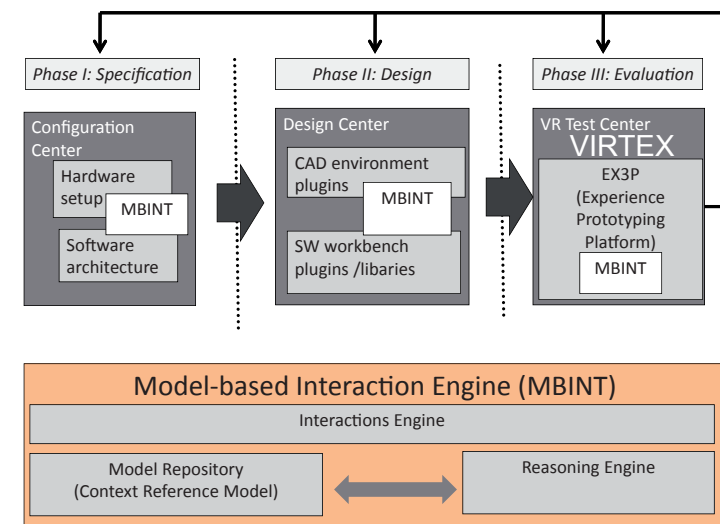 Phase I: Specification
Phase II: Design
Phase III: Evaluation
Configuration
Center
Hardware
setup
MBINT
Software
architecture
Design Center
CAD environment
plugins
MBINT
SW workbench
plugins /libaries
VR Test Center
VIRTEX
EX3P
(Experience
Prototyping
Platform)
MBINT
Model-based Interaction Engine (MBINT)
Interactions Engine
Model Repository
(Context Reference Model)
Reasoning Engine